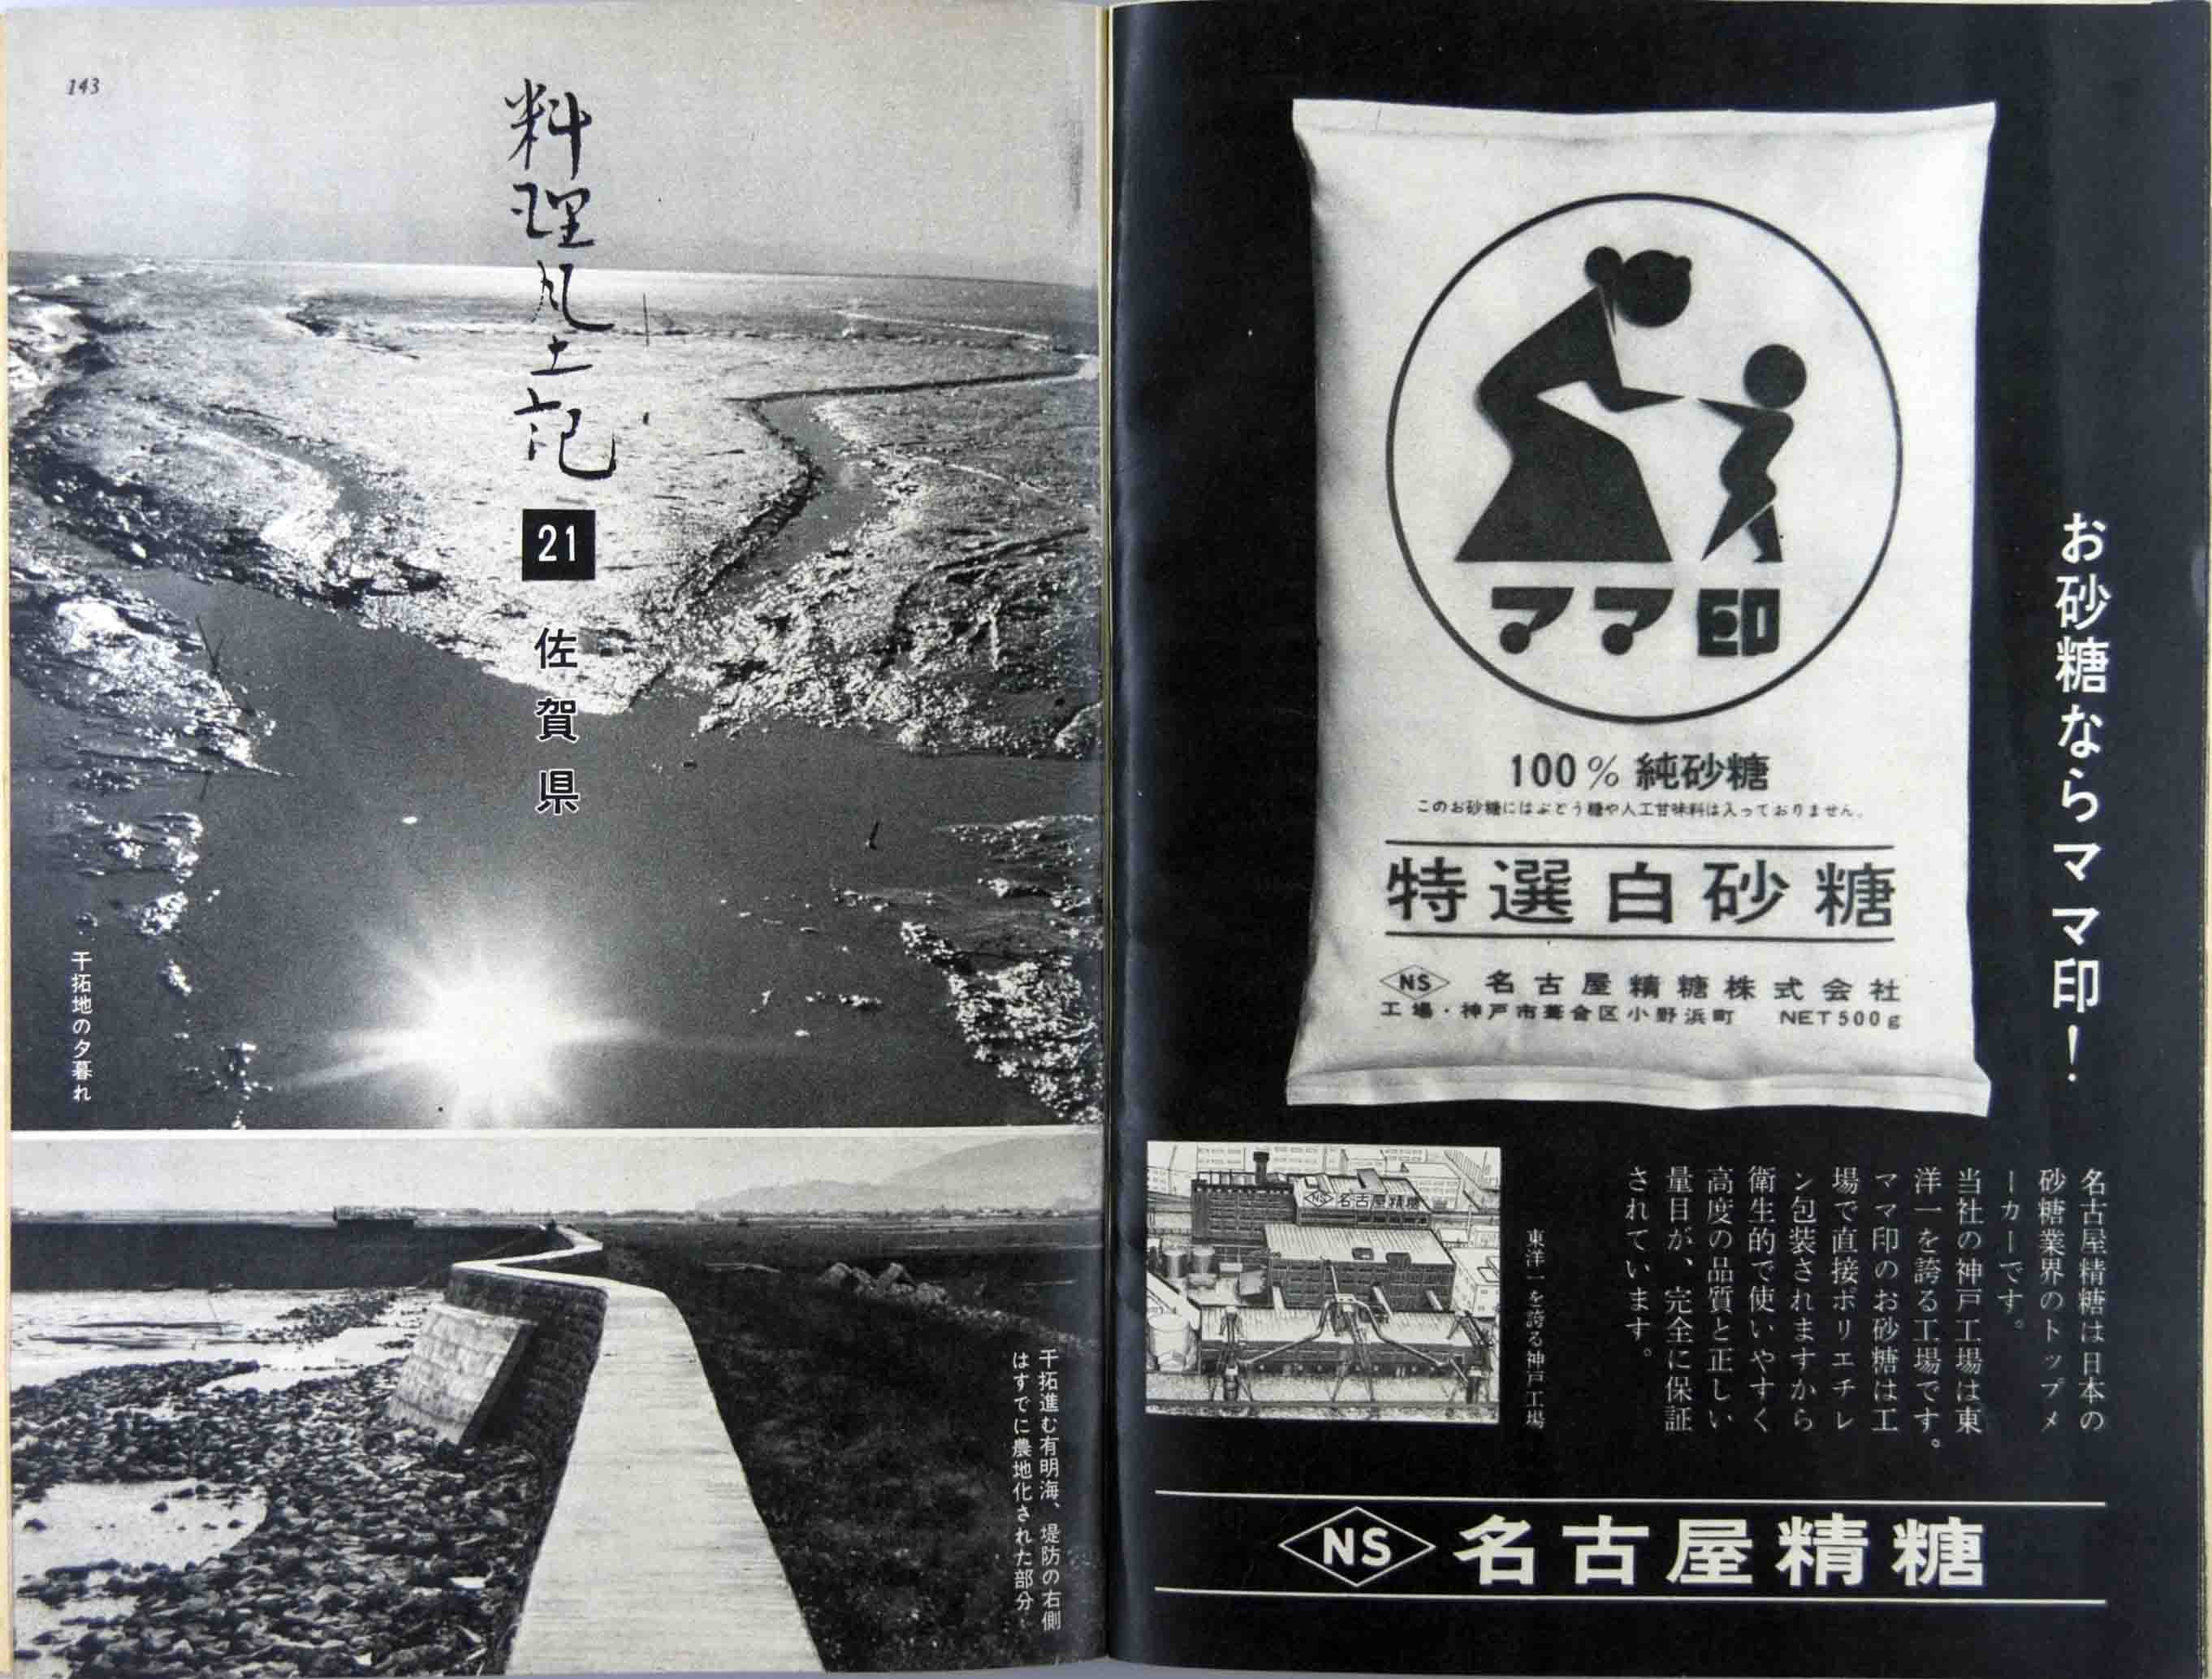 お砂糖ならママ印！
ママ印
100％ 純砂糖
このお砂糖にはぶどう糖や人工甘味料は入っておりません。
特選白砂糖
NS 名古屋精糖株式会社
工場・神戸市葺合区小野浜町 NET 500g
名古屋精糖は日本の
砂糖業界のトップメ
ーカーです。
当社の神戸工場は東
洋一を誇る工場です。
ママ印のお砂糖は工
場で直接ポリエチレ
ン包装されますから
衛生的で使いやすく
高度の品質と正しい
量目が、完全に保証
されています。
東洋一を誇る神戸工場
NS 名古屋精糖
NS 名古屋精糖
143
料理風土記
21
佐賀県
干拓地の夕暮れ
干拓進む有明海、堤防の右側
はすでに農地化された部分